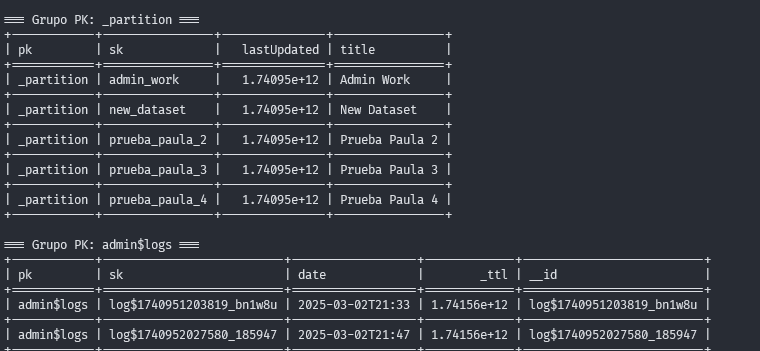 === Grupo PK: _partition ===
| pk | sk | lastUpdated | title |
| _partition | admin_work | 1.74095e+12 | Admin Work |
| _partition | new_dataset | 1.74095e+12 | New Dataset |
| _partition | prueba_paula_2 | 1.74095e+12 | Prueba Paula 2 |
| _partition | prueba_paula_3 | 1.74095e+12 | Prueba Paula 3 |
| _partition | prueba_paula_4 | 1.74095e+12 | Prueba Paula 4 |
=== Grupo PK: admin$logs ===
| pk | sk | date | _ttl | __id |
| admin$logs | log$1740951203819_bn1w8u | 2025-03-02T21:33 | 1.74156e+12 | log$1740951203819_bn1w8u |
| admin$logs | log$1740952027580_185947 | 2025-03-02T21:47 | 1.74156e+12 | log$1740952027580_185947 |